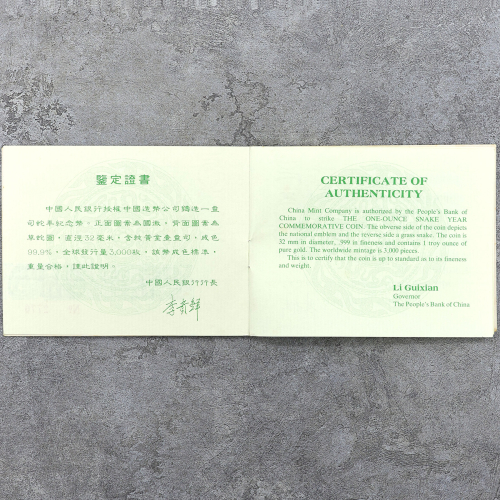 鑒定證書
中國人民銀行授權中國造幣公司鑄造一盎
司蛇年紀念幣。正面圖案為國徽，背面圖案為
草蛇圖，直徑32毫米，含純黃金壹盎司，成色
99.9%，全球發行量3,000枚，該幣成色標準，
重量合格，謹此證明。
中國人民銀行行長
李貴鮮
CERTIFICATE OF
AUTHENTICITY
China Mint Company is authorized by the People's Bank of
China to strike THE ONE-OUNCE SNAKE YEAR
COMMEMORATIVE COIN. The obverse side of the coin depicts
the national emblem and the reverse side a grass snake. The coin is
32 mm in diameter, .999 in fineness and contains 1 troy ounce of
pure gold. The worldwide mintage is 3,000 pieces.
This is to certify that the coin is up to standard as to its fineness
and weight.
Li Guixian
Governor
The People's Bank of China